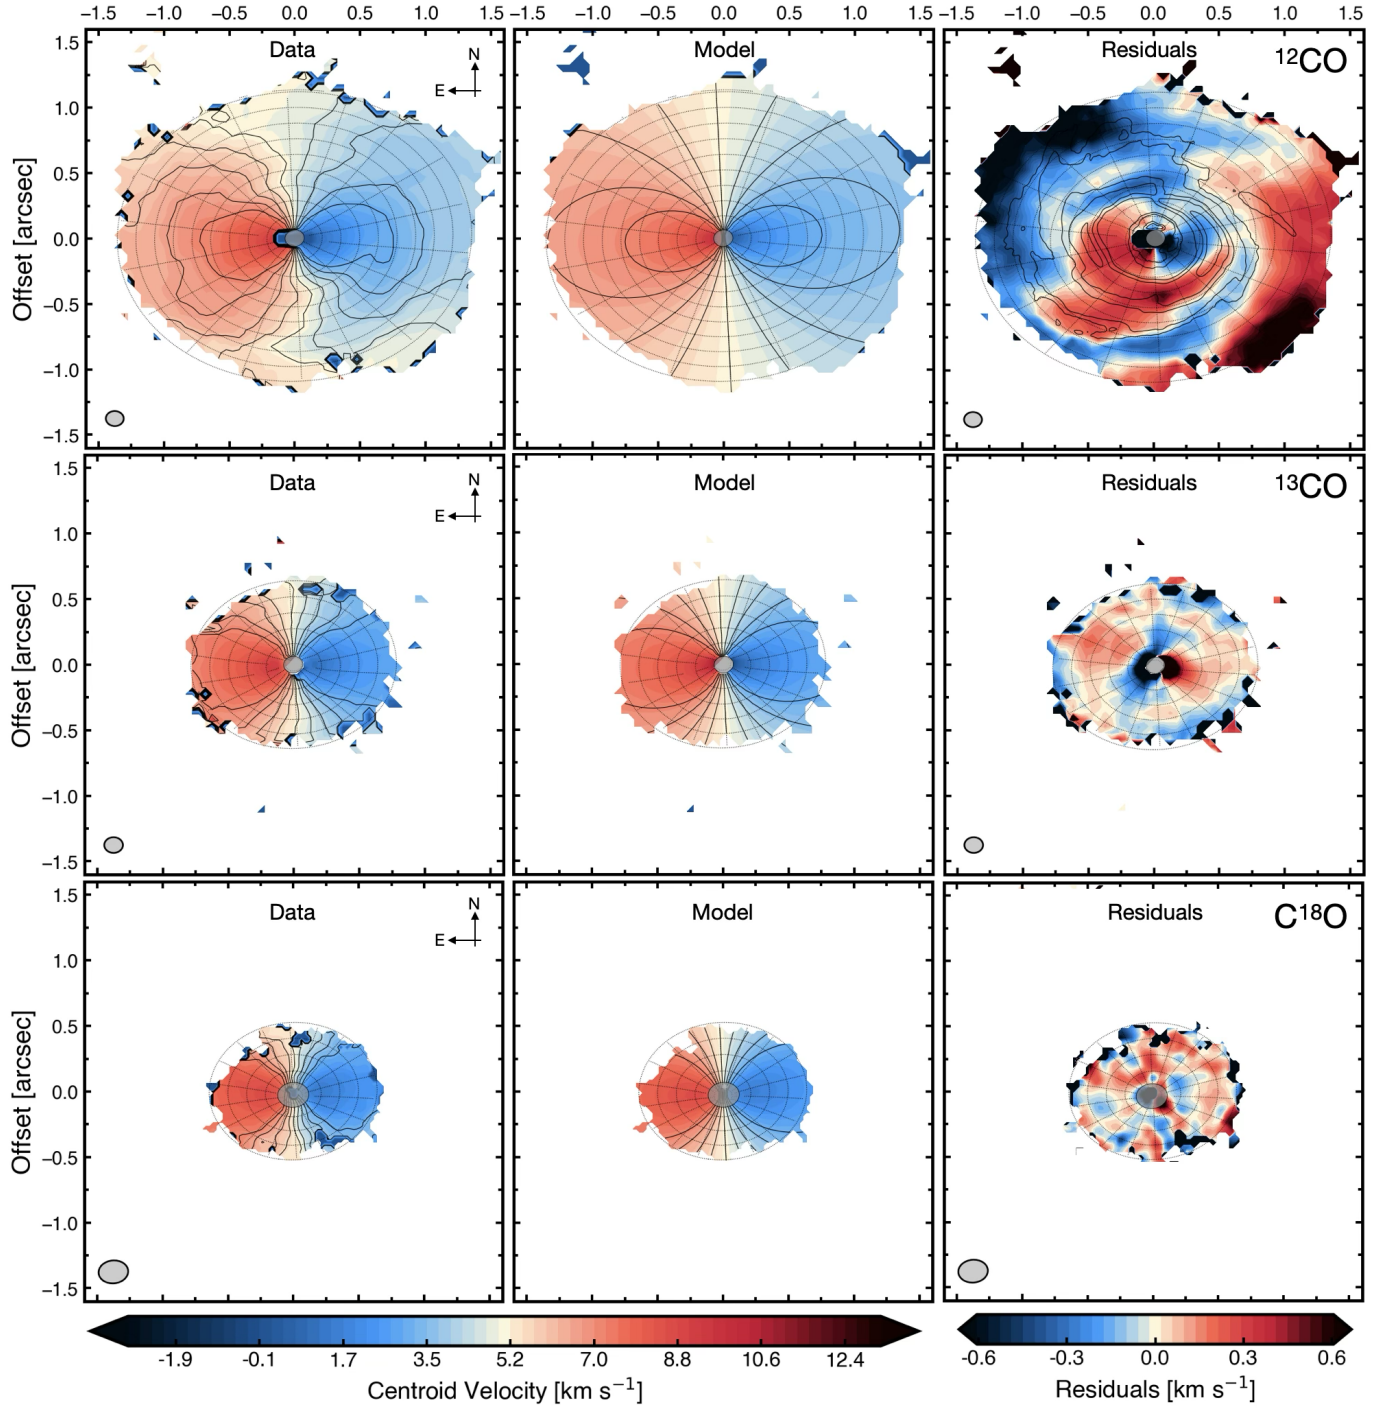 −1.5 −1.0 −0.5 0.0 0.5 1.0 1.5 −1.5 −1.0 −0.5 0.0 0.5 1.0 1.5 −1.5 −1.0 −0.5 0.0 0.5 1.0 1.5
Data Model Residuals ¹²CO
N
E
1.5
1.0
0.5
0.0
−0.5
−1.0
−1.5
Offset [arcsec]
Data Model Residuals ¹³CO
N
E
1.5
1.0
0.5
0.0
−0.5
−1.0
−1.5
Offset [arcsec]
Data Model Residuals C¹⁸O
N
E
1.5
1.0
0.5
0.0
−0.5
−1.0
−1.5
Offset [arcsec]
-1.9 -0.1 1.7 3.5 5.2 7.0 8.8 10.6 12.4
Centroid Velocity [km s⁻¹]
-0.6 -0.3 0.0 0.3 0.6
Residuals [km s⁻¹]